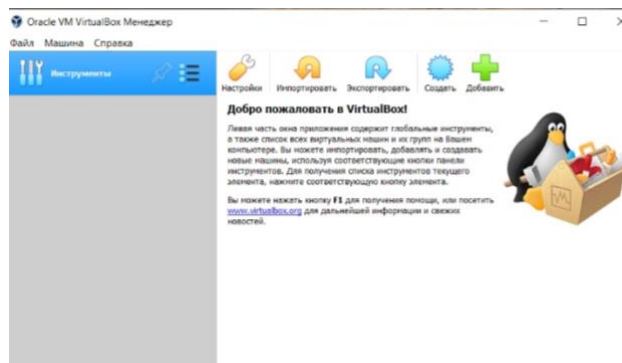 Oracle VM VirtualBox Менеджер
Файл Машина Справка
Инструменты
Настройки Импортировать Экспортировать Создать Добавить
Добро пожаловать в VirtualBox!
Левая часть окна приложения содержит глобальные инструменты,
а также список всех виртуальных машин и их групп на Вашем
компьютере. Вы можете импортировать, добавлять и создавать
новые машины, используя соответствующие кнопки панели
инструментов. Для получения списка инструментов текущего
элемента, нажмите соответствующую кнопку элемента.
Вы можете нажать кнопку F1 для получения помощи, или посетить
www.virtualbox.org для дальнейшей информации и свежих
новостей.